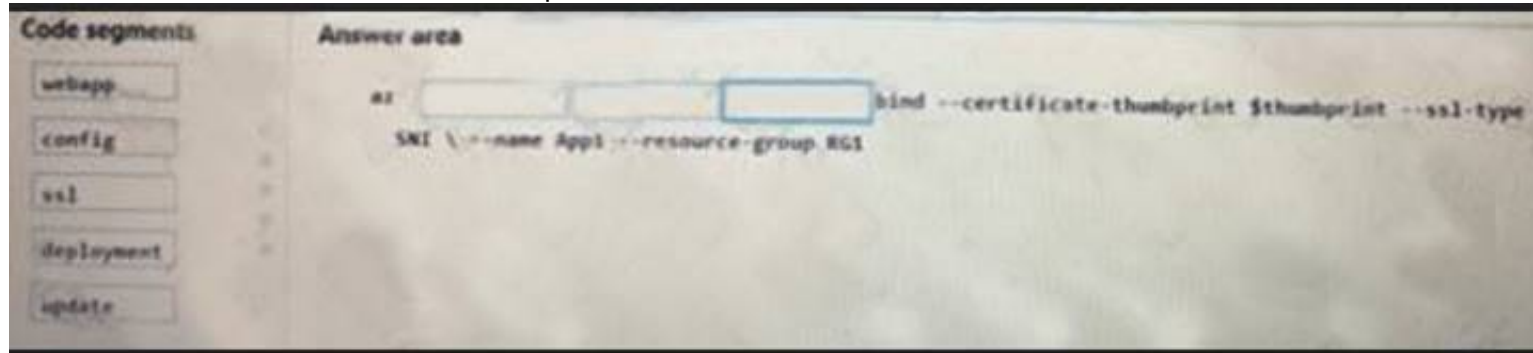 Code segments
webapp
config
ssl
deployment
update
Answer area
az bind --certificate-thumbprint $thumbprint --ssl-type
SNI \ --name App1 --resource-group RG1